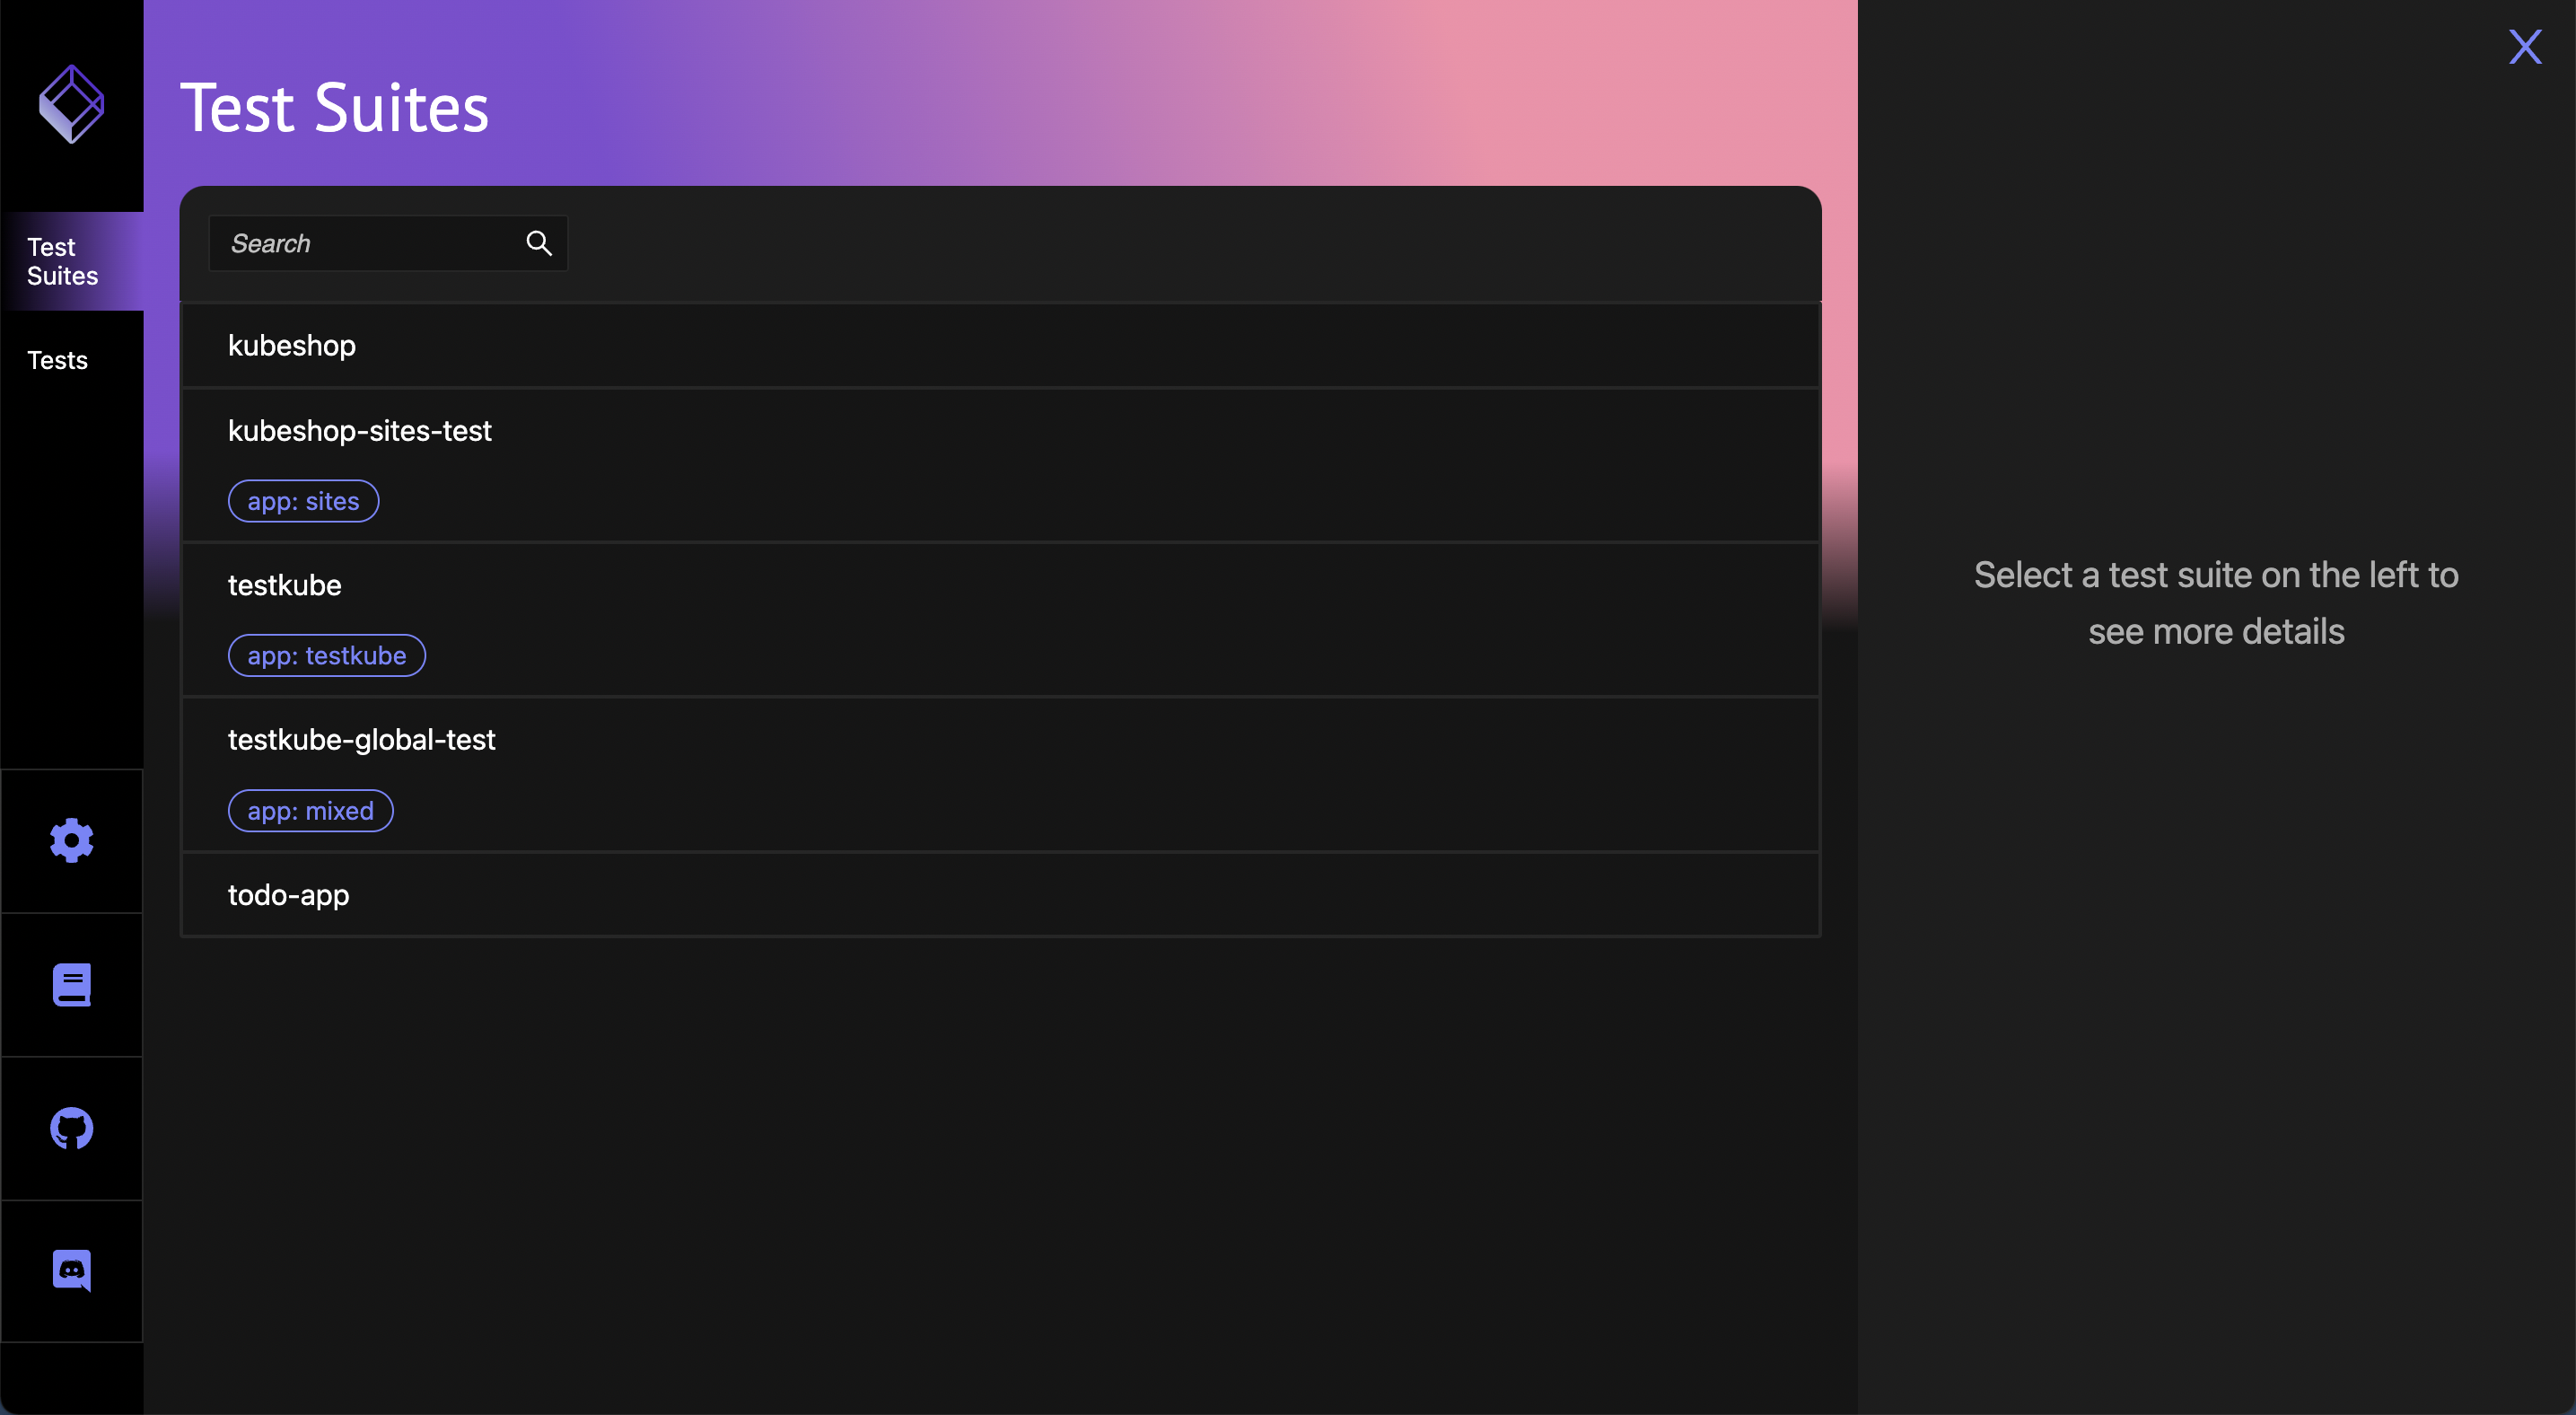 Test Suites
Test
Suites
Tests
Search
kubeshop
kubeshop-sites-test
app: sites
testkube
app: testkube
testkube-global-test
app: mixed
todo-app
Select a test suite on the left to
see more details